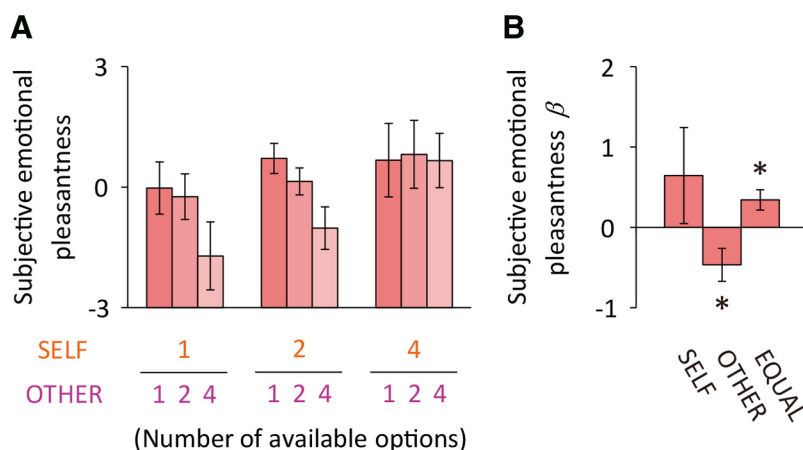 A
Subjective emotional
pleasantness
3
0
-3
SELF 1 2 4
OTHER 1 2 4 1 2 4 1 2 4
(Number of available options)
B
Subjective emotional
pleasantness β
2
1
0
-1
*
*
SELF
OTHER
EQUAL